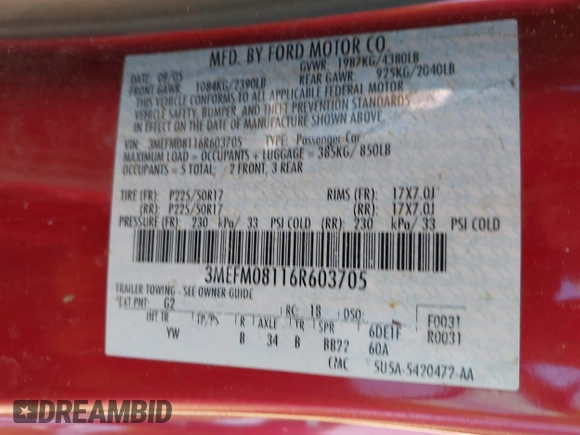 MFD. BY FORD MOTOR CO.
DATE 09/05 GVWR: 1987KG/4380LB
FRONT GAWR: 1084KG/2390LB REAR GAWR: 925KG/2040LB
THIS VEHICLE CONFORMS TO ALL APPLICABLE FEDERAL MOTOR
VEHICLE SAFETY, BUMPER, AND THEFT PREVENTION STANDARDS
IN EFFECT ON THE DATE OF MANUFACTURE SHOWN ABOVE.
VIN: 3MEFM08116R603705 TYPE: Passenger Car
MAXIMUM LOAD = OCCUPANTS + LUGGAGE = 385KG/ 850LB
OCCUPANTS = 5 TOTAL; 2 FRONT, 3 REAR
TIRE (FR): P225/50R17 RIMS (FR): 17X7.0J
(RR): P225/50R17 (RR): 17X7.0J
PRESSURE (FR): 230 kPa/ 33 PSI COLD (RR): 230 kPa/ 33 PSI COLD
3MEFM08116R603705
TRAILER TOWING - SEE OWNER GUIDE
*EXT PNT: G2 RC: 18 DSO: F0031
R0031
INT TR TP/PS R AXLE TR SPR 6DE1F
YW B 34 B BB22 60A
CMC 5U5A-5420472-AA
DREAMBID